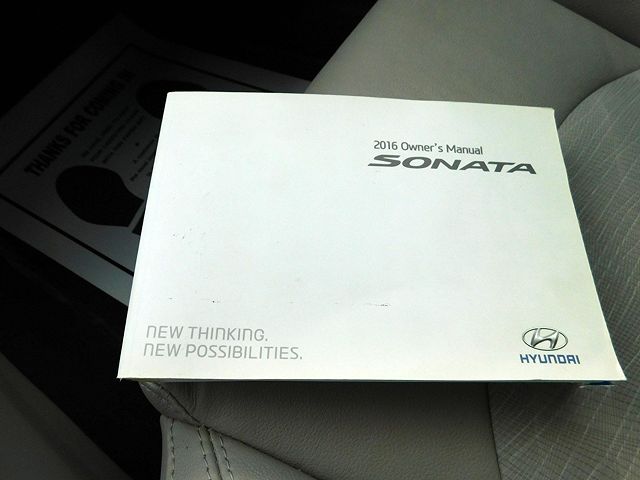 THANKS FOR COMING IN
2016 Owner's Manual
SONATA
NEW THINKING.
NEW POSSIBILITIES.
HYUNDAI